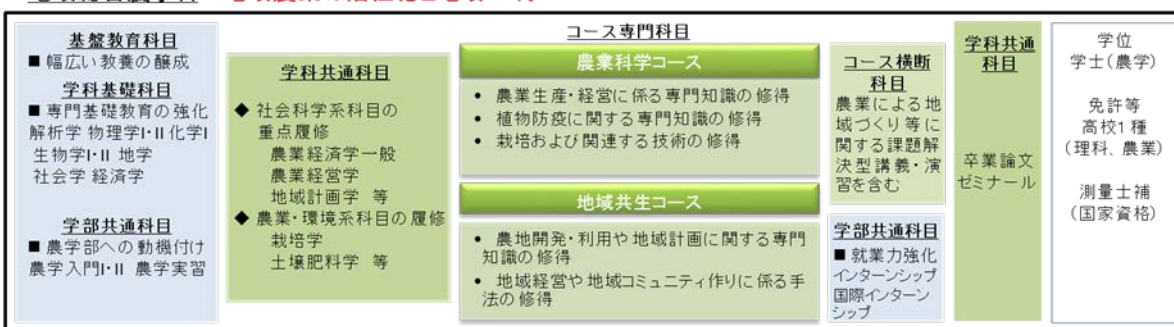 基盤教育科目
■ 幅広い教養の醸成
学科基礎科目
■ 専門基礎教育の強化
解析学 物理学Ⅰ・Ⅱ 化学Ⅰ
生物学Ⅰ・Ⅱ 地学
社会学 経済学
学部共通科目
■ 農学部への動機付け
農学入門Ⅰ・Ⅱ 農学実習
学科共通科目
◆ 社会科学系科目の
重点履修
農業経済学一般
農業経営学
地域計画学 等
◆ 農業・環境系科目の履修
栽培学
土壌肥料学 等
コース専門科目
農業科学コース
• 農業生産・経営に係る専門知識の修得
• 植物防疫に関する専門知識の修得
• 栽培および関連する技術の修得
地域共生コース
• 農地開発・利用や地域計画に関する専門
知識の修得
• 地域経営や地域コミュニティ作りに係る手
法の修得
コース横断
科目
農業による地
域づくり等に
関する課題解
決型講義・演
習を含む
学部共通科目
■ 就業力強化
インターンシップ
国際インターン
シップ
学科共通
科目
卒業論文
ゼミナール
学位
学士(農学)
免許等
高校1種
(理科、農業)
測量士補
(国家資格)